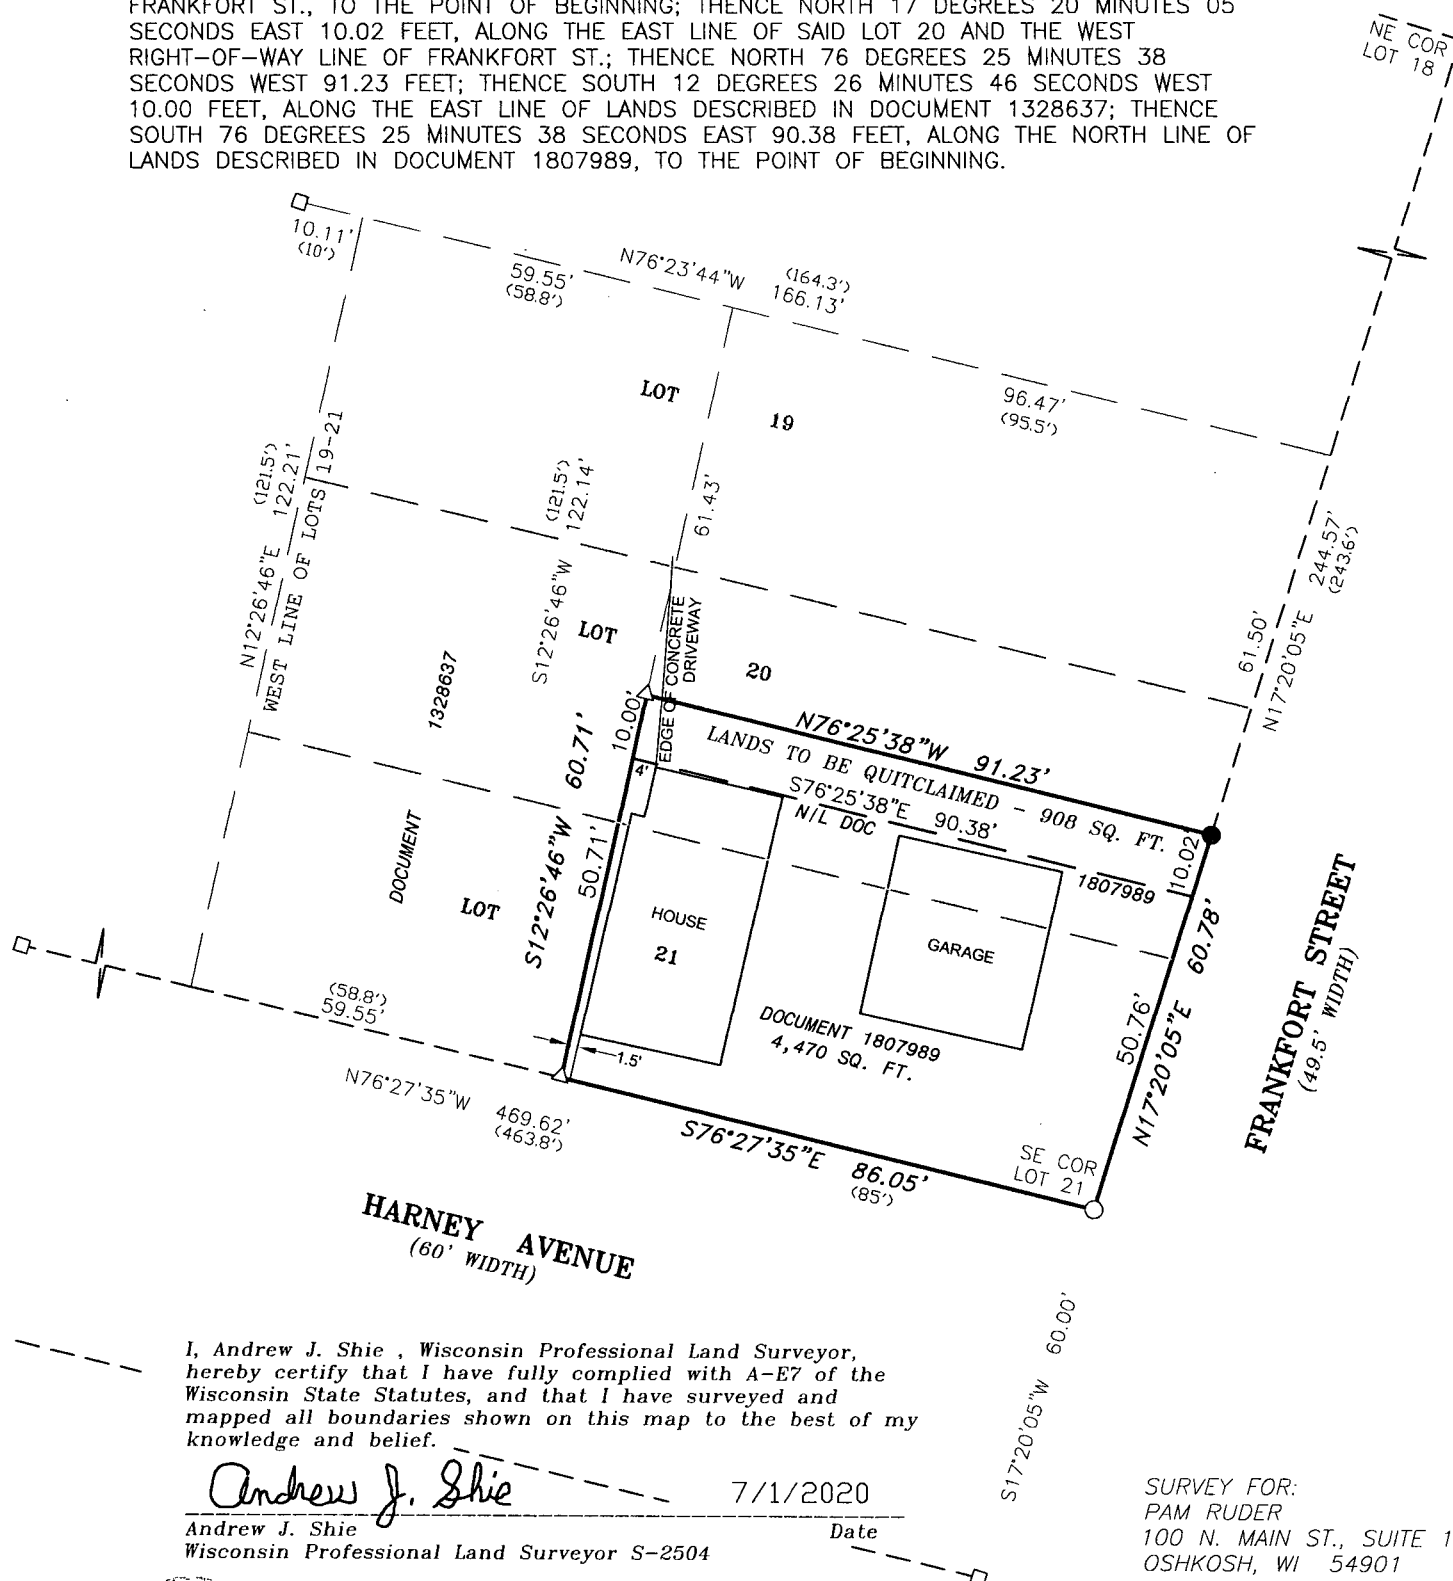 FRANKFORT ST., TO THE POINT OF BEGINNING; THENCE NORTH 17 DEGREES 20 MINUTES 05
SECONDS EAST 10.02 FEET, ALONG THE EAST LINE OF SAID LOT 20 AND THE WEST
RIGHT-OF-WAY LINE OF FRANKFORT ST.; THENCE NORTH 76 DEGREES 25 MINUTES 38
SECONDS WEST 91.23 FEET; THENCE SOUTH 12 DEGREES 26 MINUTES 46 SECONDS WEST
10.00 FEET, ALONG THE EAST LINE OF LANDS DESCRIBED IN DOCUMENT 1328637; THENCE
SOUTH 76 DEGREES 25 MINUTES 38 SECONDS EAST 90.38 FEET, ALONG THE NORTH LINE OF
LANDS DESCRIBED IN DOCUMENT 1807989, TO THE POINT OF BEGINNING.
NE COR
LOT 18
10.11'
(10')
59.55'
(58.8')
N76°23'44"W
(164.3')
166.13'
96.47'
(95.5')
LOT
19
(121.5')
122.21'
N12°26'46"E
WEST LINE OF LOTS 19-21
(121.5')
122.14'
S12°26'46"W
61.43'
244.57'
(243.6')
N17°20'05"E
61.50'
LOT
20
EDGE OF CONCRETE
DRIVEWAY
1328637
DOCUMENT
10.00'
60.71'
S12°26'46"W
50.71'
4'
N76°25'38"W 91.23'
LANDS TO BE QUITCLAIMED - 908 SQ. FT.
S76°25'38"E 90.38'
N/L DOC 1807989
10.02'
60.78'
N17°20'05"E
50.76'
LOT
HOUSE
21
GARAGE
DOCUMENT 1807989
4,470 SQ. FT.
FRANKFORT STREET
(49.5' WIDTH)
(58.8')
59.55'
1.5'
N76°27'35"W 469.62'
(463.8')
S76°27'35"E 86.05'
(85')
SE COR
LOT 21
HARNEY AVENUE
(60' WIDTH)
S17°20'05"W 60.00'
I, Andrew J. Shie , Wisconsin Professional Land Surveyor,
hereby certify that I have fully complied with A-E7 of the
Wisconsin State Statutes, and that I have surveyed and
mapped all boundaries shown on this map to the best of my
knowledge and belief.
Andrew J. Shie 7/1/2020
Andrew J. Shie Date
Wisconsin Professional Land Surveyor S-2504
SURVEY FOR:
PAM RUDER
100 N. MAIN ST., SUITE 1
OSHKOSH, WI 54901